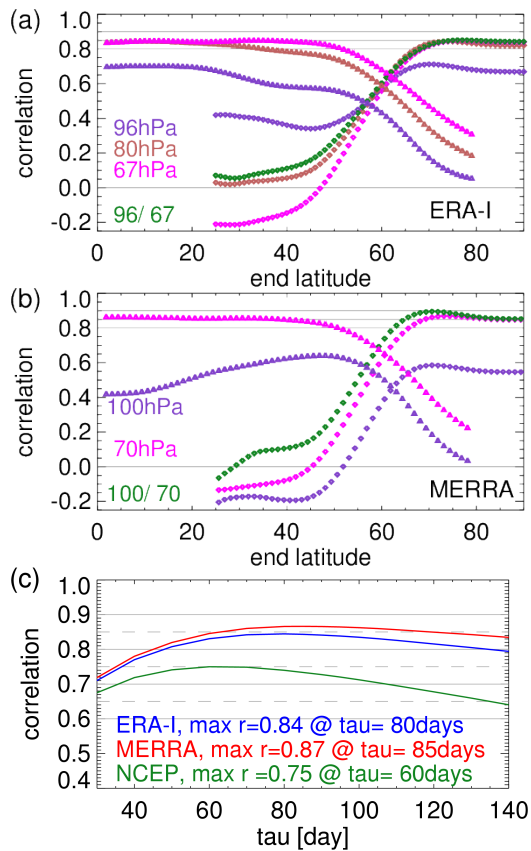 (a)
1.0
0.8
0.6
0.4
0.2
0.0
-0.2
correlation
96hPa
80hPa
67hPa
96/ 67
ERA-I
0 20 40 60 80
end latitude
(b)
1.0
0.8
0.6
0.4
0.2
0.0
-0.2
correlation
100hPa
70hPa
100/ 70
MERRA
0 20 40 60 80
end latitude
(c)
1.0
0.9
0.8
0.7
0.6
0.5
0.4
correlation
ERA-I, max r=0.84 @ tau= 80days
MERRA, max r=0.87 @ tau= 85days
NCEP, max r =0.75 @ tau= 60days
40 60 80 100 120 140
tau [day]